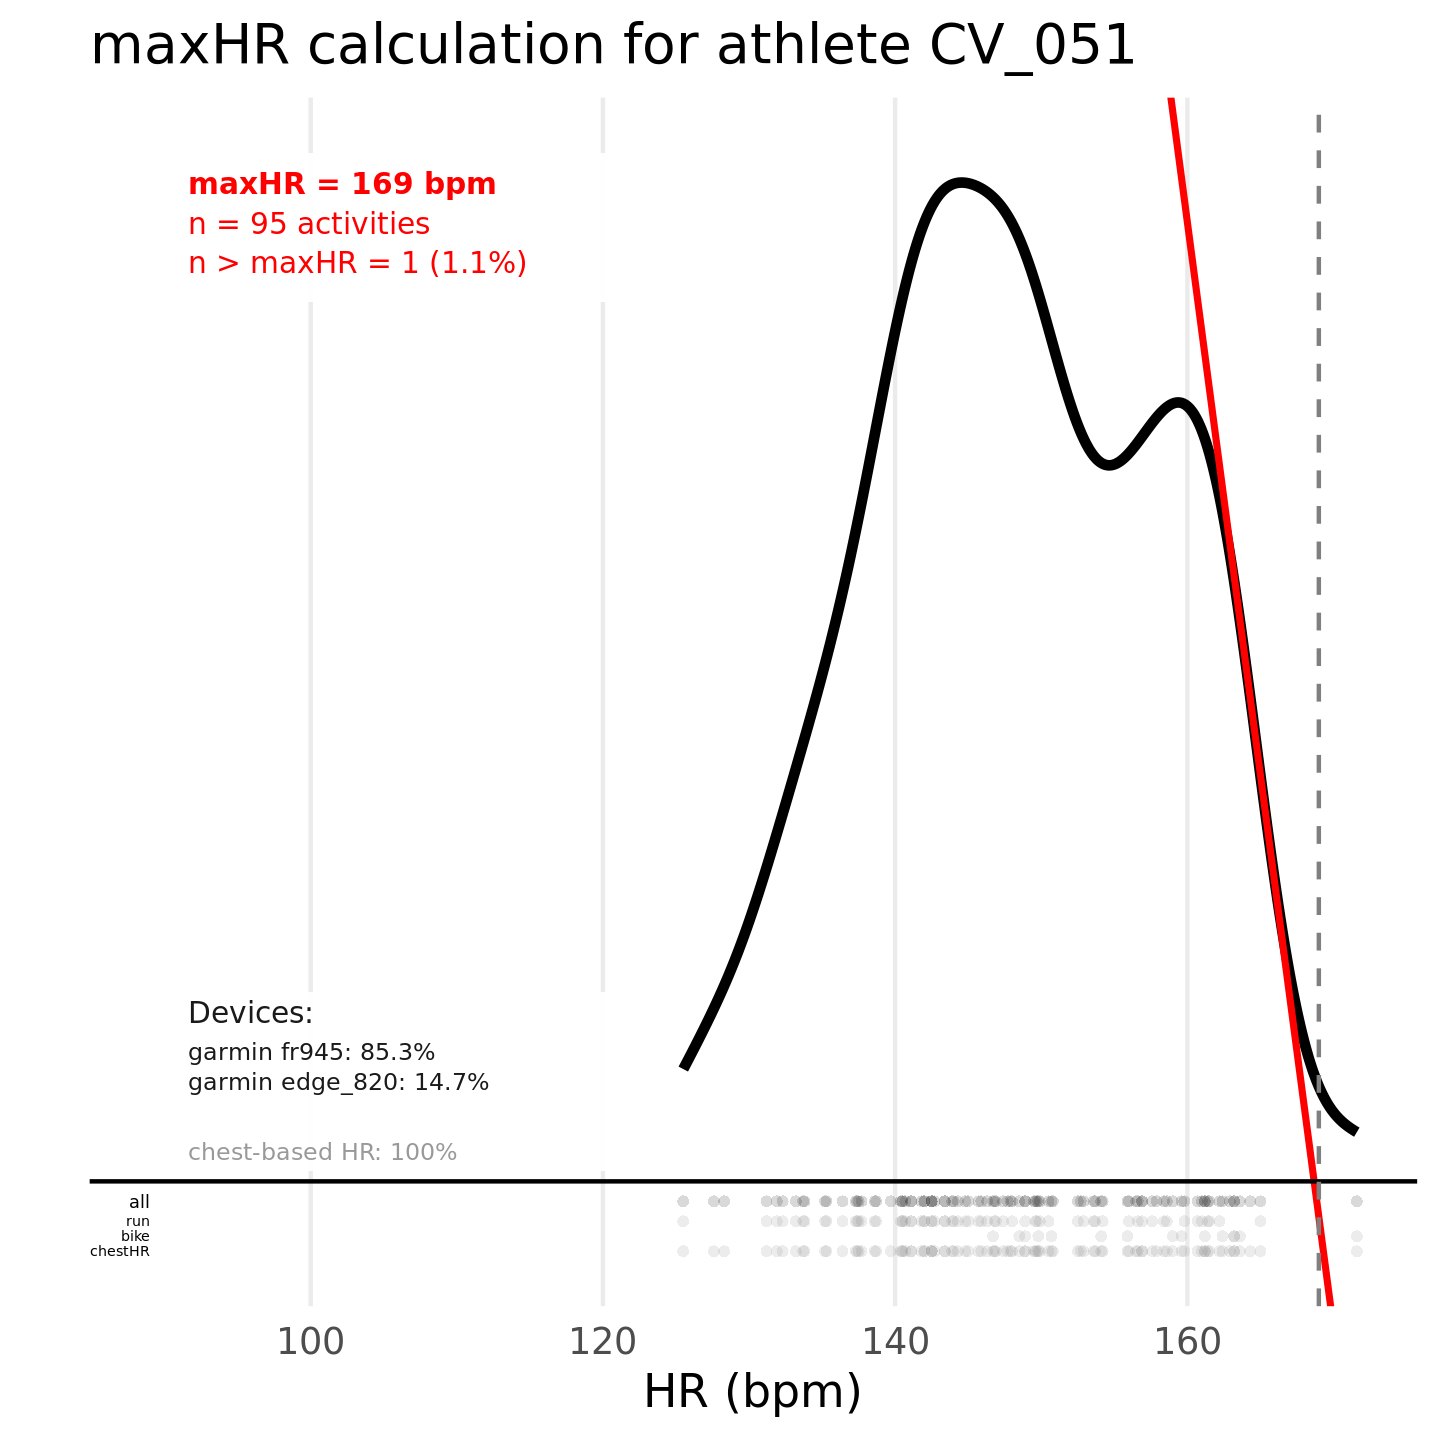 maxHR calculation for athlete CV_051
maxHR = 169 bpm
n = 95 activities
n > maxHR = 1 (1.1%)
Devices:
garmin fr945: 85.3%
garmin edge_820: 14.7%
chest-based HR: 100%
all
run
bike
chestHR
100 120 140 160
HR (bpm)